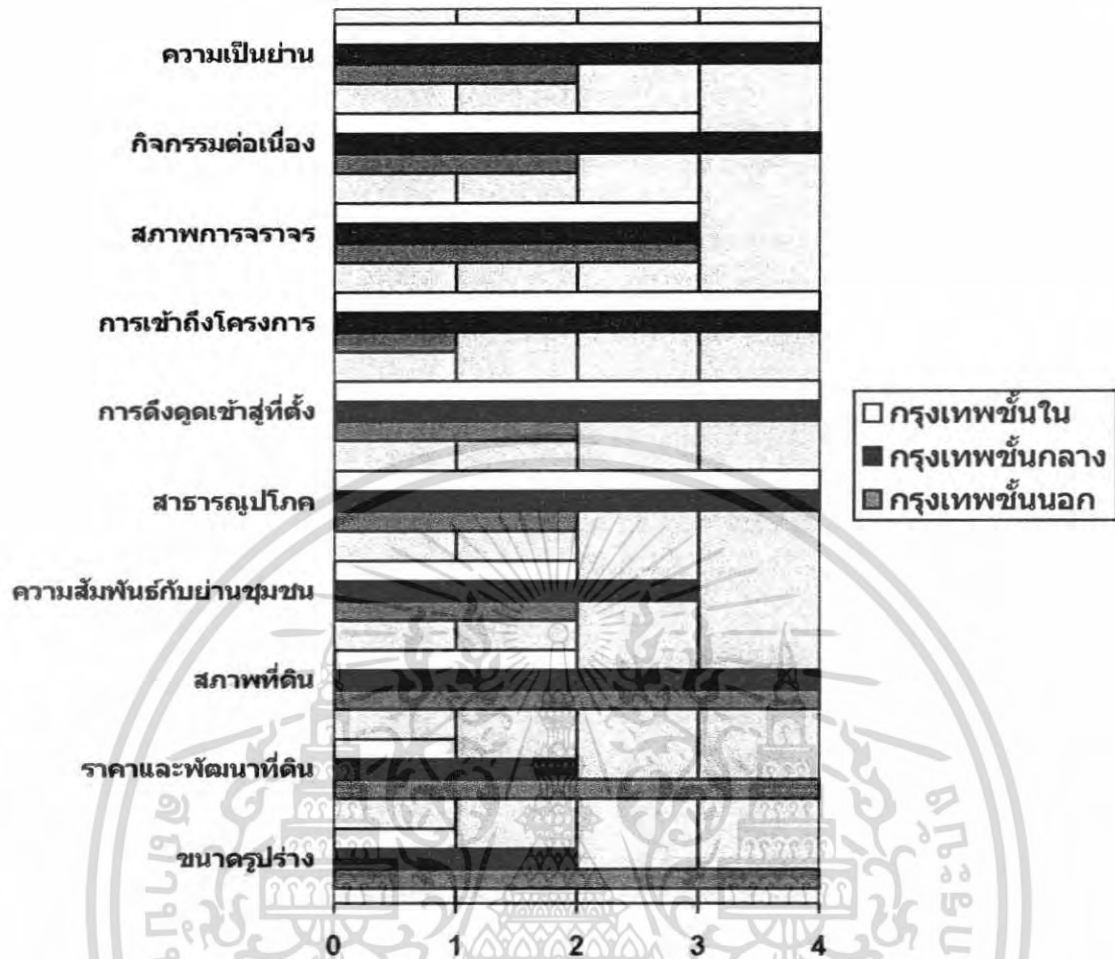 ความเป็นย่าน
กิจกรรมต่อเนื่อง
สภาพการจราจร
การเข้าถึงโครงการ
การดึงดูดเข้าสู่ที่ตั้ง
สาธารณูปโภค
ความสัมพันธ์กับย่านชุมชน
สภาพที่ดิน
ราคาและพัฒนาที่ดิน
ขนาดรูปร่าง
0 1 2 3 4
กรุงเทพชั้นใน
กรุงเทพชั้นกลาง
กรุงเทพชั้นนอก